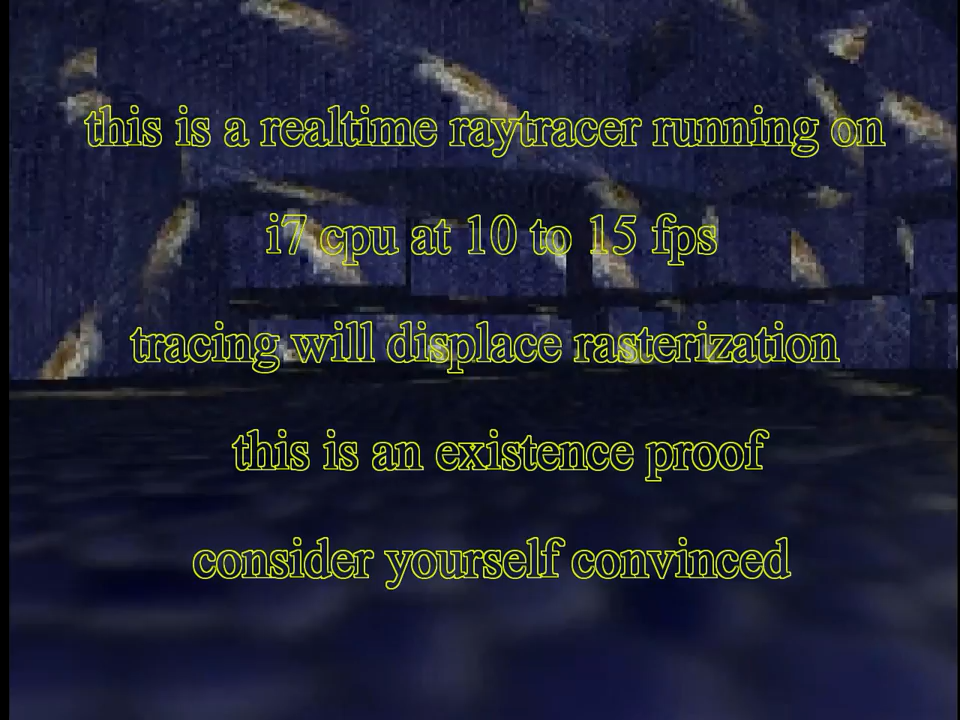 this is a realtime raytracer running on
i7 cpu at 10 to 15 fps
tracing will displace rasterization
this is an existence proof
consider yourself convinced